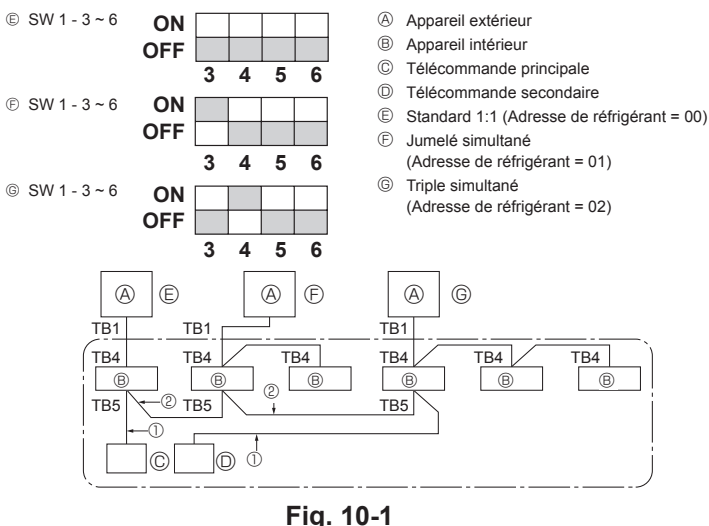 Ⓔ SW 1 - 3 ~ 6
ON
OFF
3 4 5 6
Ⓕ SW 1 - 3 ~ 6
ON
OFF
3 4 5 6
Ⓖ SW 1 - 3 ~ 6
ON
OFF
3 4 5 6
Ⓐ Appareil extérieur
Ⓑ Appareil intérieur
Ⓒ Télécommande principale
Ⓓ Télécommande secondaire
Ⓔ Standard 1:1 (Adresse de réfrigérant = 00)
Ⓕ Jumelé simultané
(Adresse de réfrigérant = 01)
Ⓖ Triple simultané
(Adresse de réfrigérant = 02)
Ⓐ Ⓔ Ⓐ Ⓕ Ⓐ Ⓖ
TB1 TB1 TB1
TB4 TB4 TB4 TB4 TB4 TB4
Ⓑ Ⓑ Ⓑ Ⓑ Ⓑ Ⓑ
② ②
TB5 TB5 TB5
① ①
Ⓒ Ⓓ
Fig. 10-1